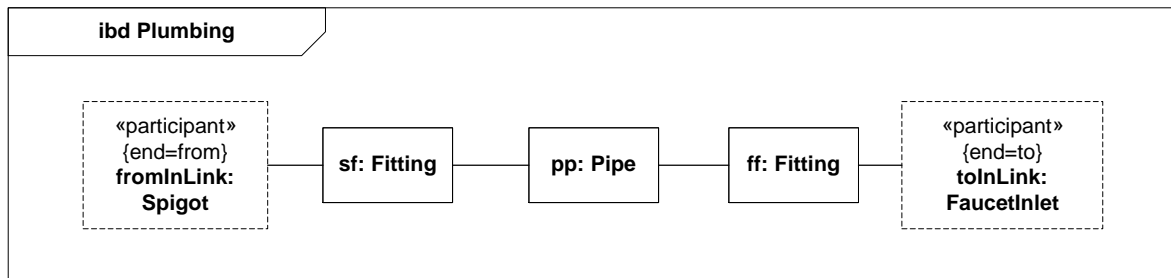 ibd Plumbing
«participant»
{end=from}
fromInLink:
Spigot
sf: Fitting
pp: Pipe
ff: Fitting
«participant»
{end=to}
toInLink:
FaucetInlet